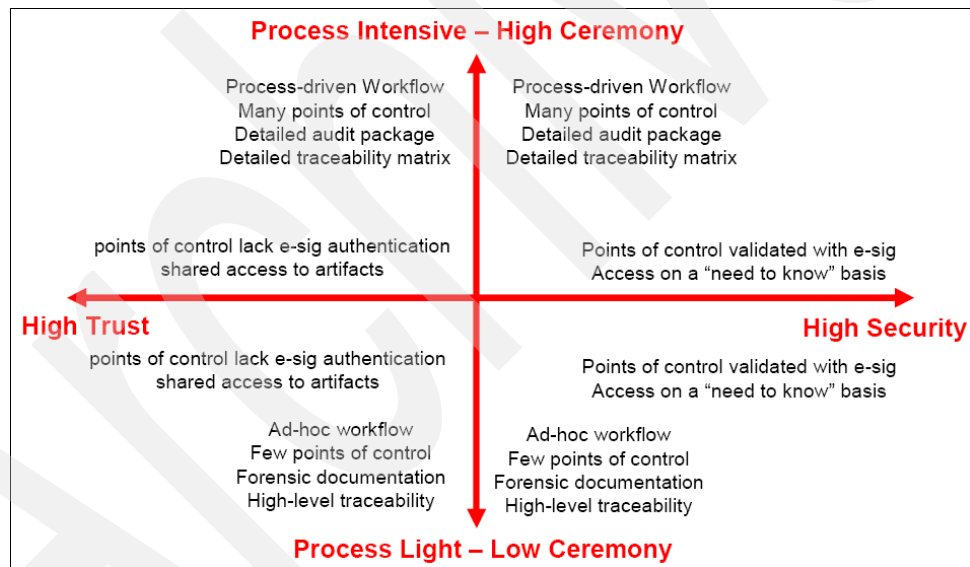 Process Intensive – High Ceremony
Process-driven Workflow
Many points of control
Detailed audit package
Detailed traceability matrix
Process-driven Workflow
Many points of control
Detailed audit package
Detailed traceability matrix
points of control lack e-sig authentication
shared access to artifacts
Points of control validated with e-sig
Access on a “need to know” basis
High Trust
High Security
points of control lack e-sig authentication
shared access to artifacts
Points of control validated with e-sig
Access on a “need to know” basis
Ad-hoc workflow
Few points of control
Forensic documentation
High-level traceability
Ad-hoc workflow
Few points of control
Forensic documentation
High-level traceability
Process Light – Low Ceremony